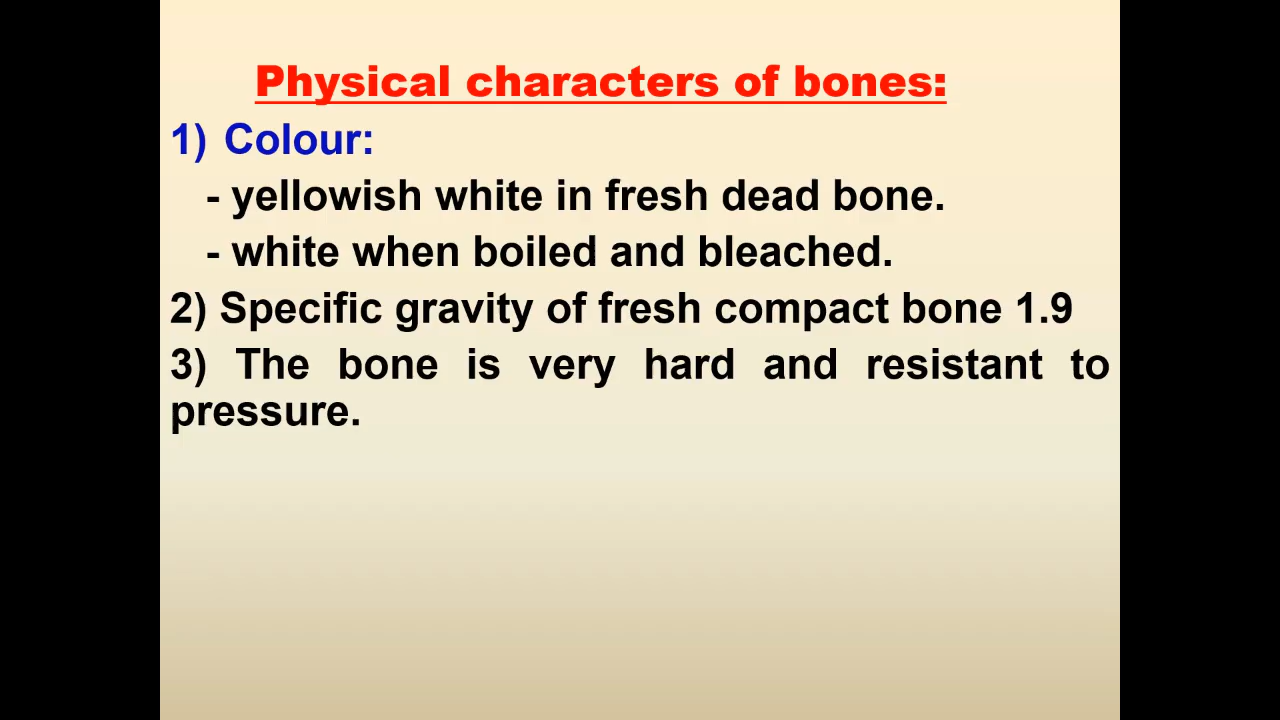 Physical characters of bones:
1) Colour:
- yellowish white in fresh dead bone.
- white when boiled and bleached.
2) Specific gravity of fresh compact bone 1.9
3) The bone is very hard and resistant to
pressure.